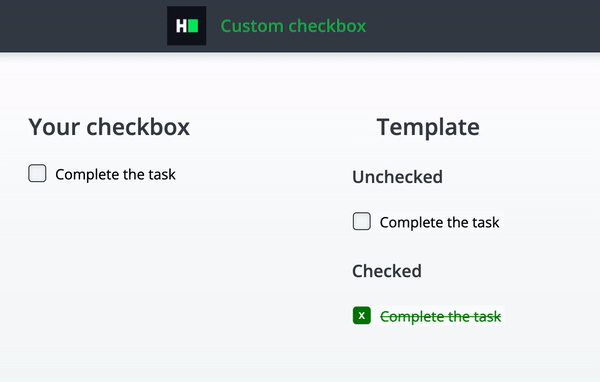 H
Custom checkbox
Your checkbox
Complete the task
Template
Unchecked
Complete the task
Checked
x Complete the task